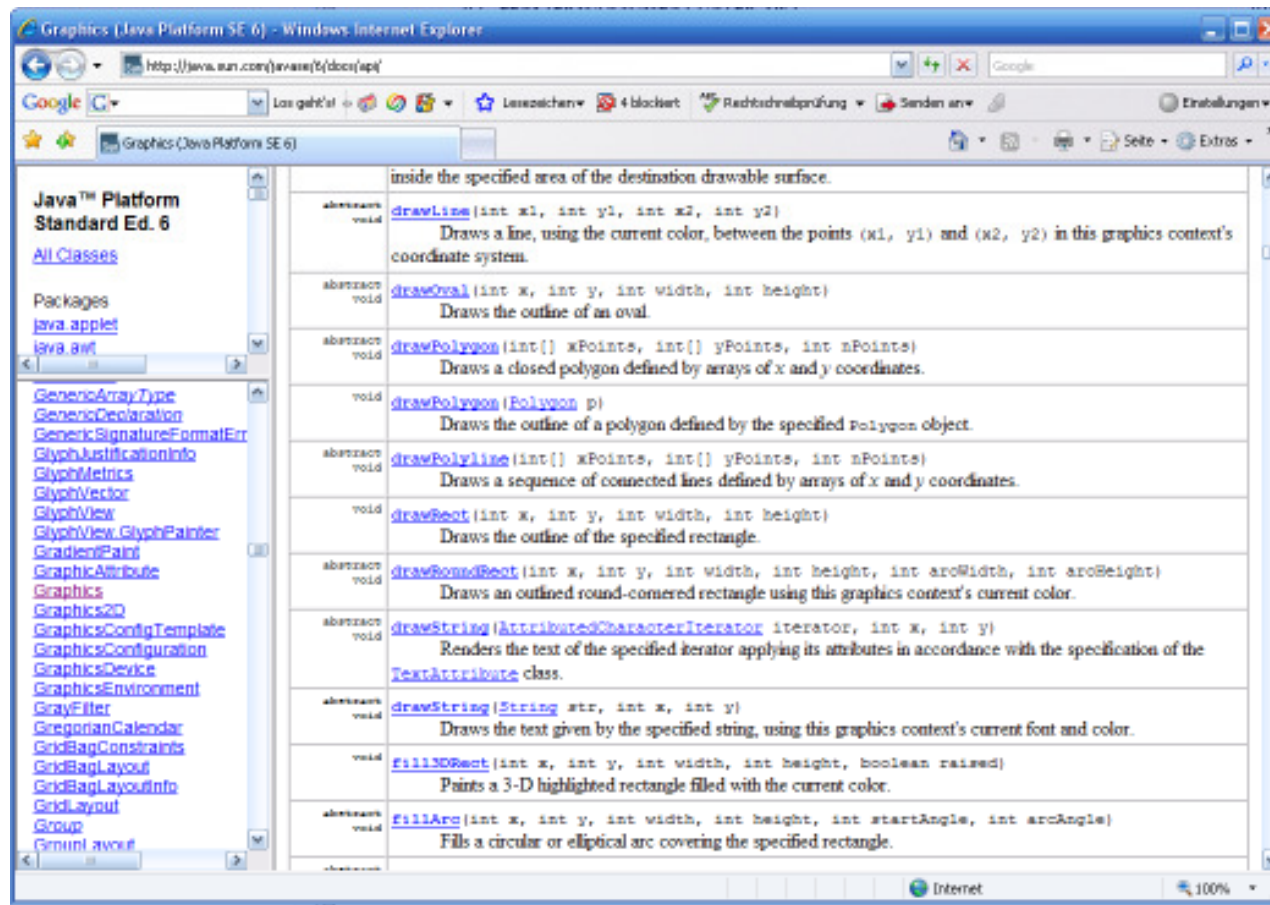 Graphics (Java Platform SE 6) - Windows Internet Explorer
http://java.sun.com/javase/6/docs/api/
Google
Google
Los geht's!
Lesezeichen
4 blockiert
Rechtschreibprüfung
Senden an
Einstellungen
Graphics (Java Platform SE 6)
Seite
Extras
Java™ Platform
Standard Ed. 6
All Classes
Packages
java.applet
java.awt
GenericArrayType
GenericDeclaration
GenericSignatureFormatErr
GlyphJustificationInfo
GlyphMetrics
GlyphVector
GlyphView
GlyphView.GlyphPainter
GradientPaint
GraphicAttribute
Graphics
Graphics2D
GraphicsConfigTemplate
GraphicsConfiguration
GraphicsDevice
GraphicsEnvironment
GrayFilter
GregorianCalendar
GridBagConstraints
GridBagLayout
GridBagLayoutInfo
GridLayout
Group
GroupLayout
inside the specified area of the destination drawable surface.
abstract void drawLine(int x1, int y1, int x2, int y2)
Draws a line, using the current color, between the points (x1, y1) and (x2, y2) in this graphics context's
coordinate system.
abstract void drawOval(int x, int y, int width, int height)
Draws the outline of an oval.
abstract void drawPolygon(int[] xPoints, int[] yPoints, int nPoints)
Draws a closed polygon defined by arrays of x and y coordinates.
void drawPolygon(Polygon p)
Draws the outline of a polygon defined by the specified Polygon object.
abstract void drawPolyline(int[] xPoints, int[] yPoints, int nPoints)
Draws a sequence of connected lines defined by arrays of x and y coordinates.
void drawRect(int x, int y, int width, int height)
Draws the outline of the specified rectangle.
abstract void drawRoundRect(int x, int y, int width, int height, int arcWidth, int arcHeight)
Draws an outlined round-cornered rectangle using this graphics context's current color.
abstract void drawString(AttributedCharacterIterator iterator, int x, int y)
Renders the text of the specified iterator applying its attributes in accordance with the specification of the
TextAttribute class.
abstract void drawString(String str, int x, int y)
Draws the text given by the specified string, using this graphics context's current font and color.
void fill3DRect(int x, int y, int width, int height, boolean raised)
Paints a 3-D highlighted rectangle filled with the current color.
abstract void fillArc(int x, int y, int width, int height, int startAngle, int arcAngle)
Fills a circular or elliptical arc covering the specified rectangle.
Internet
100%